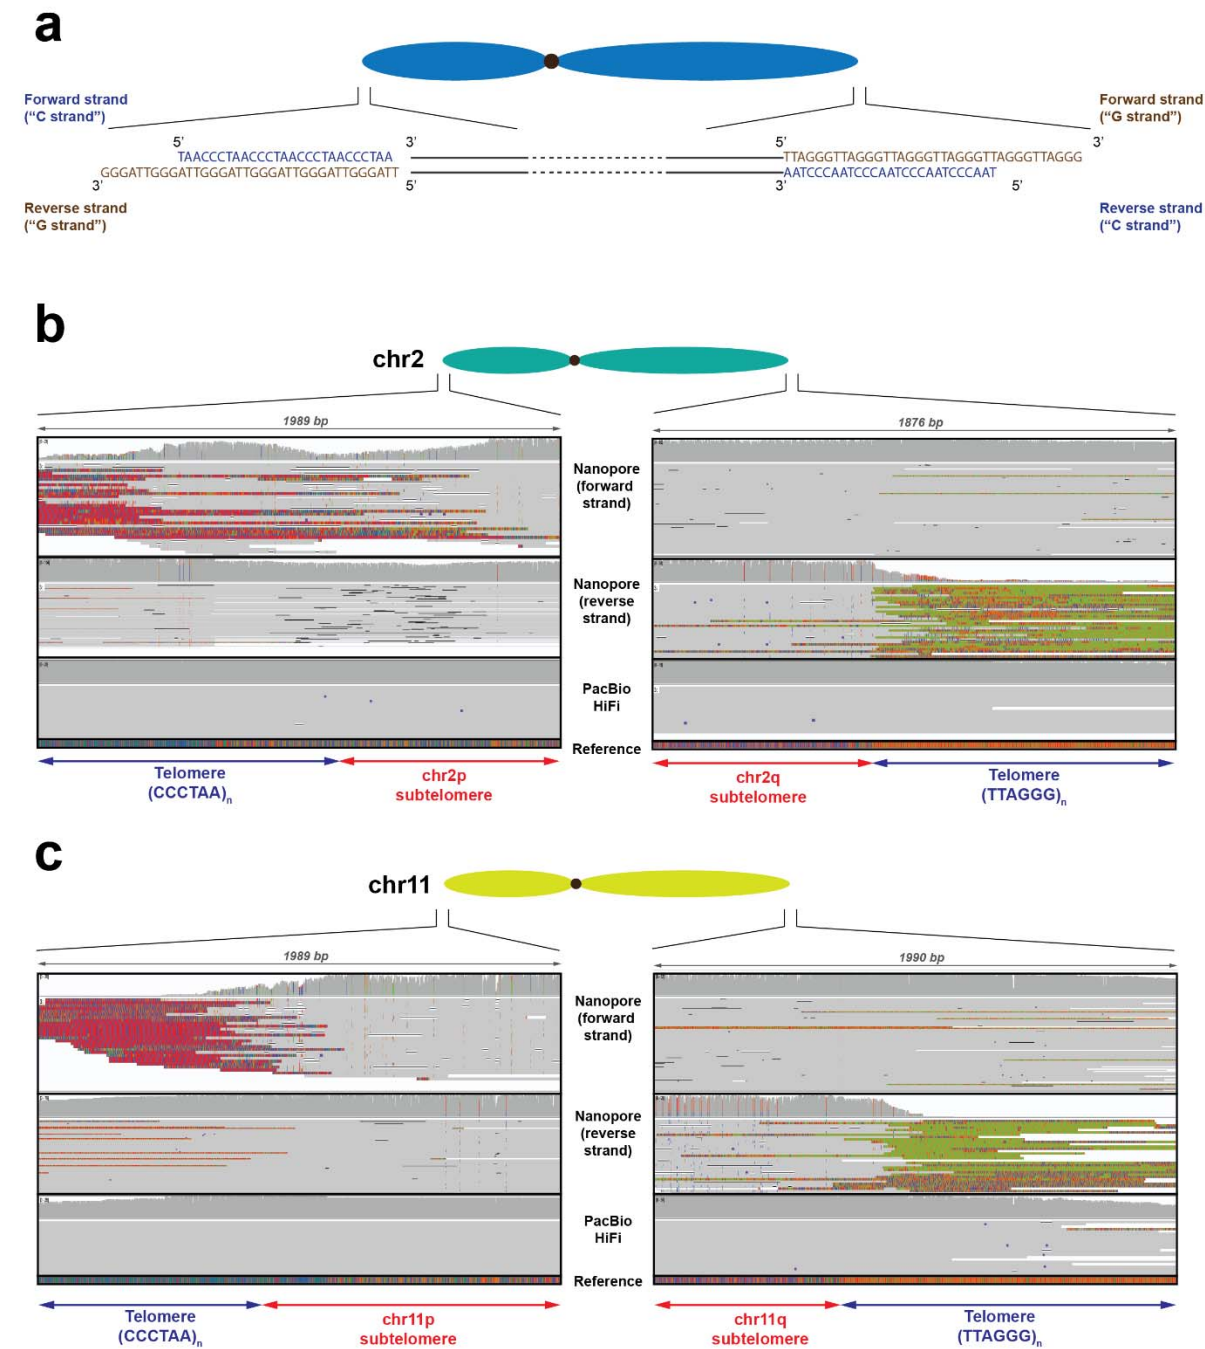 a
Forward strand
("C strand")
Forward strand
("G strand")
5'
3'
5'
3'
TAACCCTAACCCTAACCCTAACCCTAA
TTAGGGTTAGGGTTAGGGTTAGGGTTAGGGTTAGGG
GGGATTGGGATTGGGATTGGGATTGGGATTGGGATT
AATCCCAATCCCAATCCCAATCCCAAT
3'
5'
3'
5'
Reverse strand
("G strand")
Reverse strand
("C strand")
b
chr2
1989 bp
1876 bp
Nanopore
(forward
strand)
Nanopore
(reverse
strand)
PacBio
HiFi
Reference
Telomere
(CCCTAA)n
chr2p
subtelomere
chr2q
subtelomere
Telomere
(TTAGGG)n
c
chr11
1989 bp
1990 bp
Nanopore
(forward
strand)
Nanopore
(reverse
strand)
PacBio
HiFi
Reference
Telomere
(CCCTAA)n
chr11p
subtelomere
chr11q
subtelomere
Telomere
(TTAGGG)n